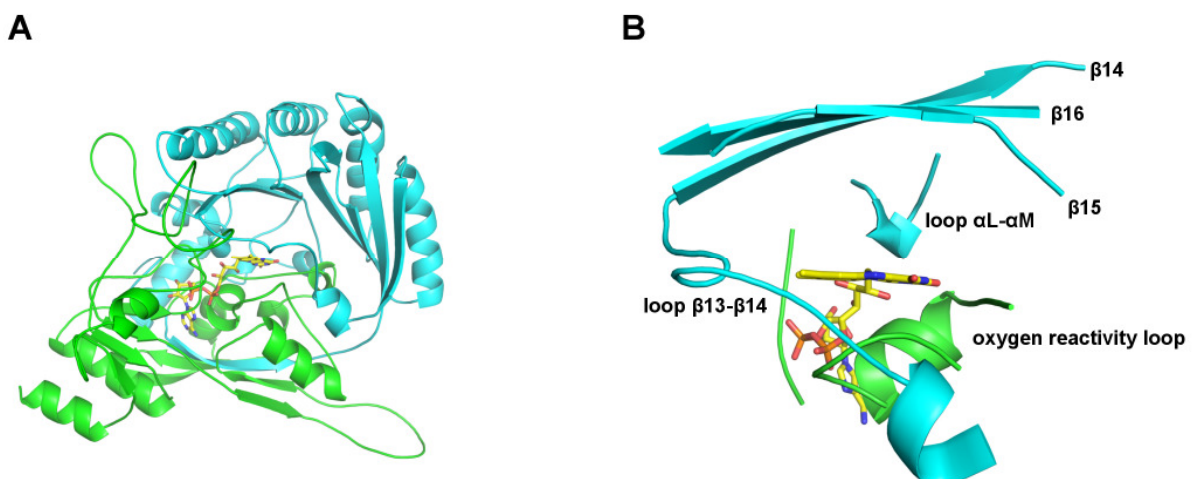 A
B
β14
β16
β15
loop αL-αM
loop β13-β14
oxygen reactivity loop